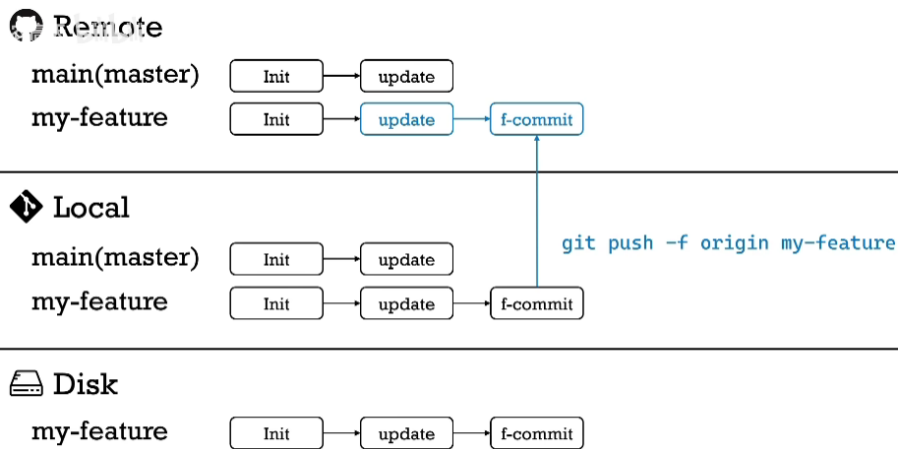 Remote
main(master) Init update
my-feature Init update f-commit
Local
git push -f origin my-feature
main(master) Init update
my-feature Init update f-commit
Disk
my-feature Init update f-commit